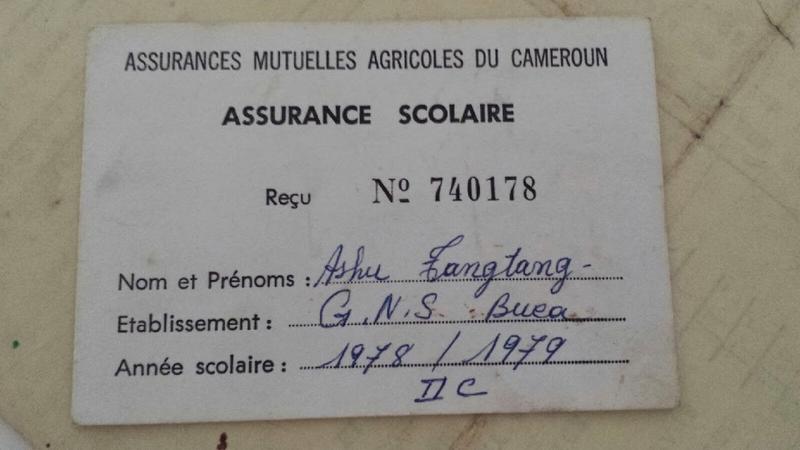 ASSURANCES MUTUELLES AGRICOLES DU CAMEROUN
ASSURANCE SCOLAIRE
Reçu Nº 740178
Nom et Prénoms : Ashu Tangtang -
Etablissement : G.N.S Buea
Année scolaire : 1978 / 1979
II C